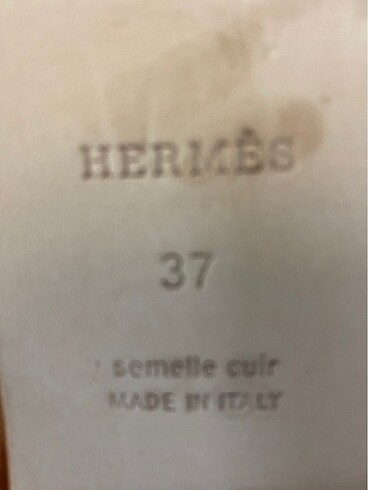 HERMÈS
37
semelle cuir
MADE IN ITALY